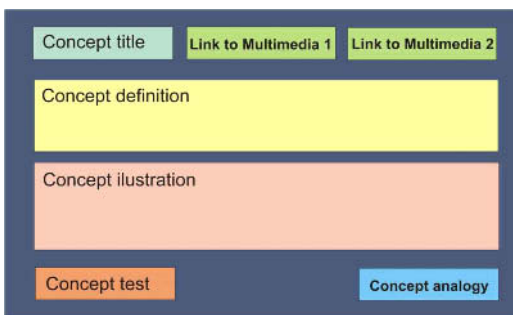 Concept title
Link to Multimedia 1
Link to Multimedia 2
Concept definition
Concept ilustration
Concept test
Concept analogy